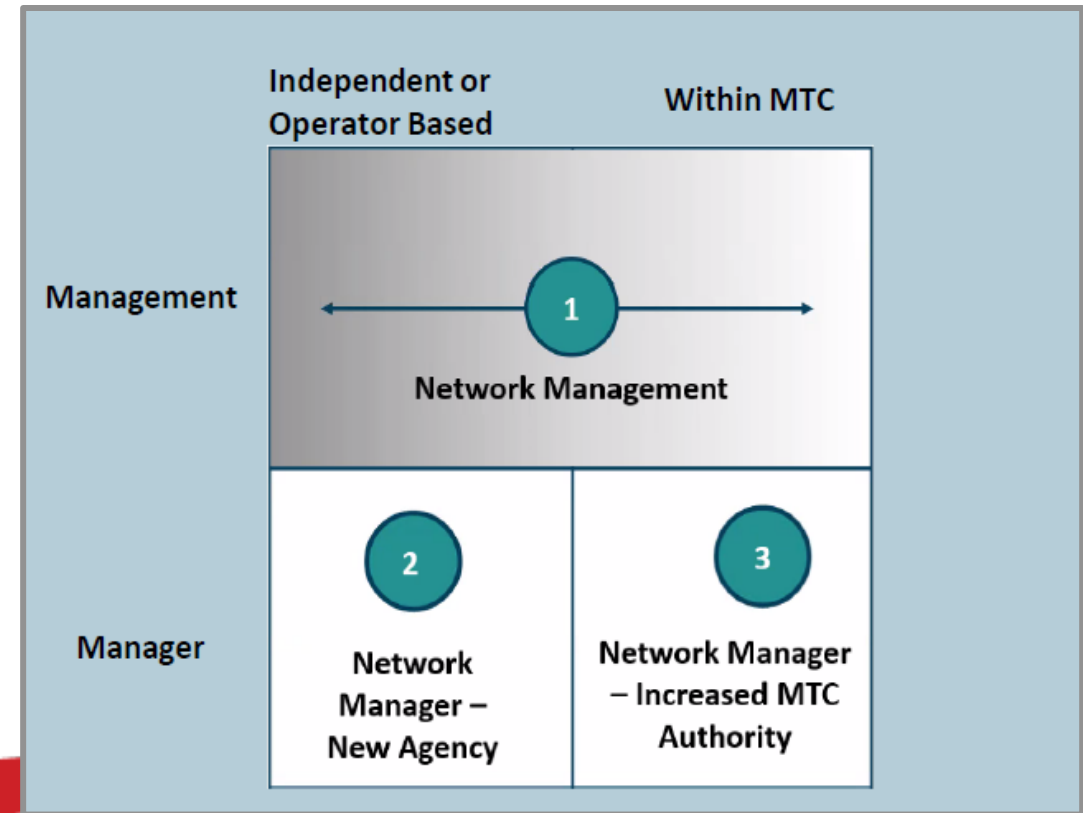 Independent or
Operator Based
Within MTC
Management
1
Network Management
Manager
2
Network
Manager –
New Agency
3
Network Manager
– Increased MTC
Authority